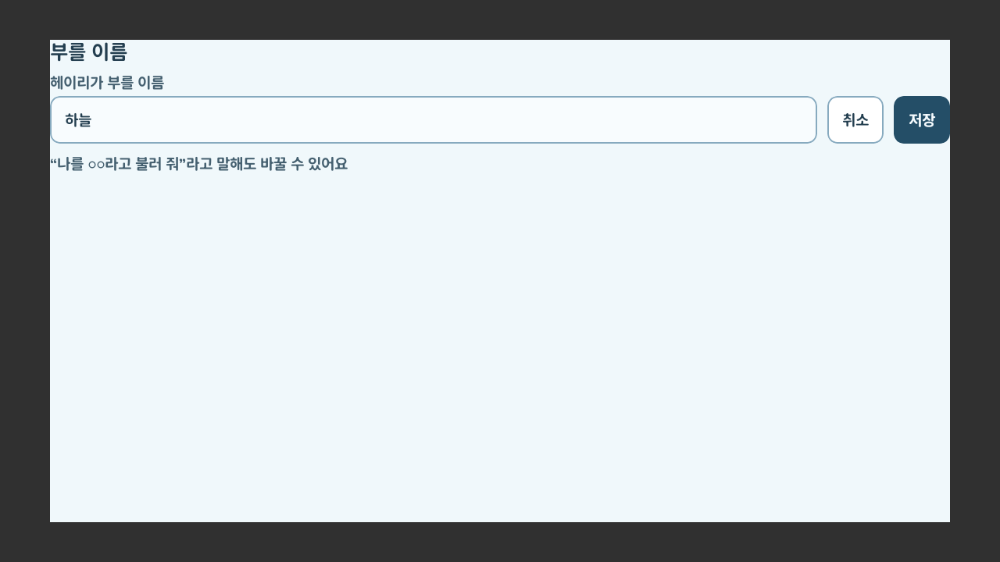 부를 이름
헤이리가 부를 이름
하늘
취소
저장
“나를 ○○라고 불러 줘”라고 말해도 바꿀 수 있어요